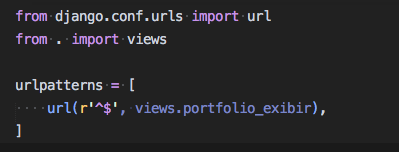 from django.conf.urls import url
from . import views
urlpatterns = [
    url(r'^$', views.portfolio_exibir),
]